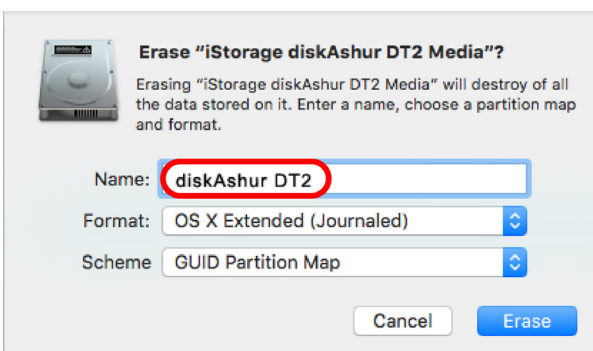 Erase “iStorage diskAshur DT2 Media”?
Erasing “iStorage diskAshur DT2 Media” will destroy of all
the data stored on it. Enter a name, choose a partition map
and format.
Name: diskAshur DT2
Format: OS X Extended (Journaled)
Scheme GUID Partition Map
Cancel Erase